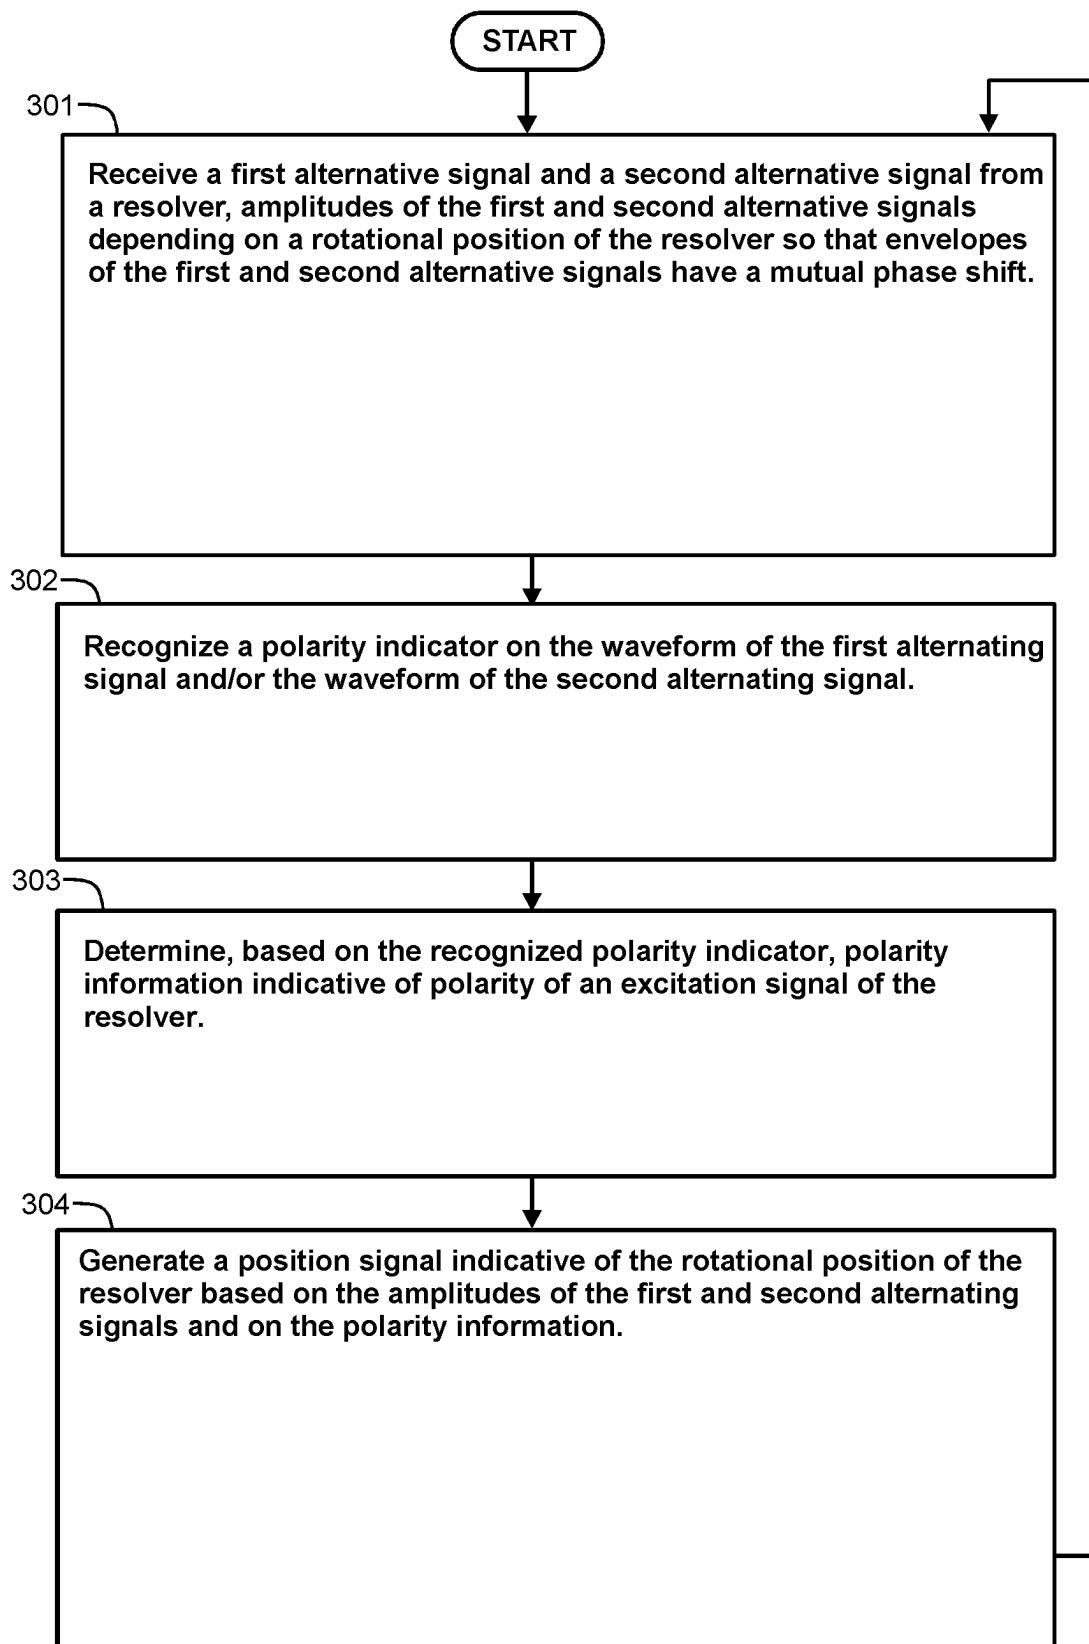 START
301
Receive a first alternative signal and a second alternative signal from
a resolver, amplitudes of the first and second alternative signals
depending on a rotational position of the resolver so that envelopes
of the first and second alternative signals have a mutual phase shift.
302
Recognize a polarity indicator on the waveform of the first alternating
signal and/or the waveform of the second alternating signal.
303
Determine, based on the recognized polarity indicator, polarity
information indicative of polarity of an excitation signal of the
resolver.
304
Generate a position signal indicative of the rotational position of the
resolver based on the amplitudes of the first and second alternating
signals and on the polarity information.